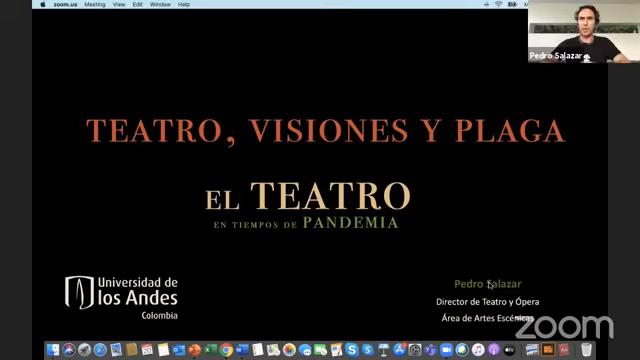 zoom.us Meeting View Edit Window Help
Pedro Salazar
TEATRO, VISIONES Y PLAGA
EL TEATRO
EN TIEMPOS DE PANDEMIA
Universidad de
los Andes
Colombia
Pedro Salazar
Director de Teatro y Ópera
Área de Artes Escénicas
zoom